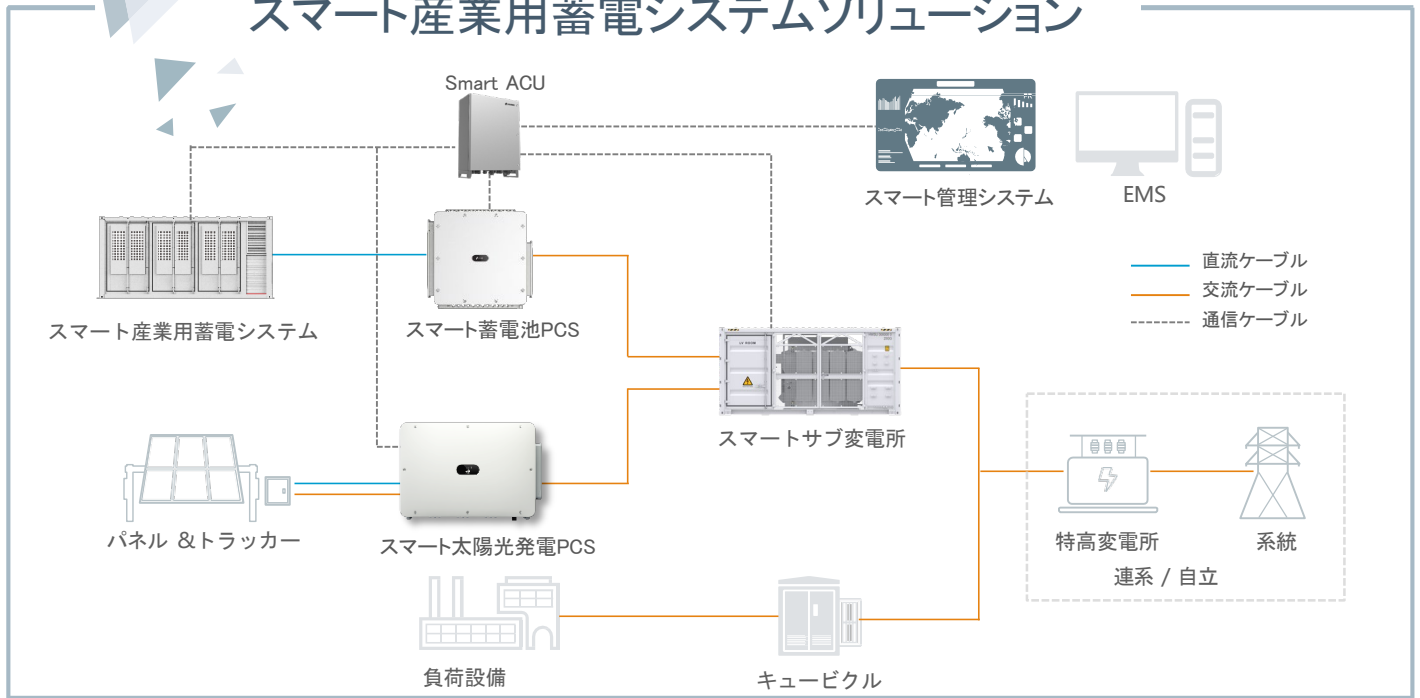 スマート産業用蓄電システムソリューション
Smart ACU
スマート管理システム
EMS
直流ケーブル
交流ケーブル
通信ケーブル
スマート産業用蓄電システム
スマート蓄電池PCS
スマートサブ変電所
パネル &トラッカー
スマート太陽光発電PCS
特高変電所
系統
連系 / 自立
負荷設備
キュービクル